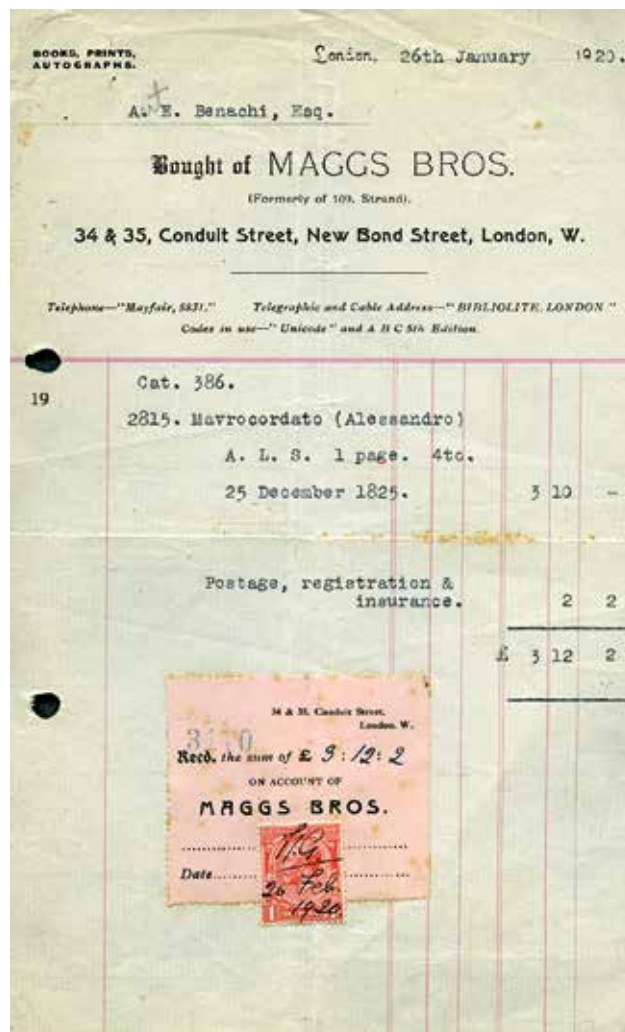 BOOKS, PRINTS,
AUTOGRAPHS.
London, 26th January 1920.
A. E. Benachi, Esq.
Bought of MAGGS BROS.
(Formerly of 109, Strand).
34 & 35, Conduit Street, New Bond Street, London, W.
Telephone—"Mayfair, 5831." Telegraphic and Cable Address—"BIBLIOLITE, LONDON"
Codes in use—"Unicode" and A B C 5th Edition
19
Cat. 386.
2815. Mavrocordato (Alessandro)
A. L. S. 1 page. 4to.
25 December 1825. 3 10 -
Postage, registration &
insurance. 2 2
£ 3 12 2
34 & 35, Conduit Street,
London, W.
Recd. the sum of £ 3 : 12 : 2
ON ACCOUNT OF
MAGGS BROS.
Date
26 Feb.
1920